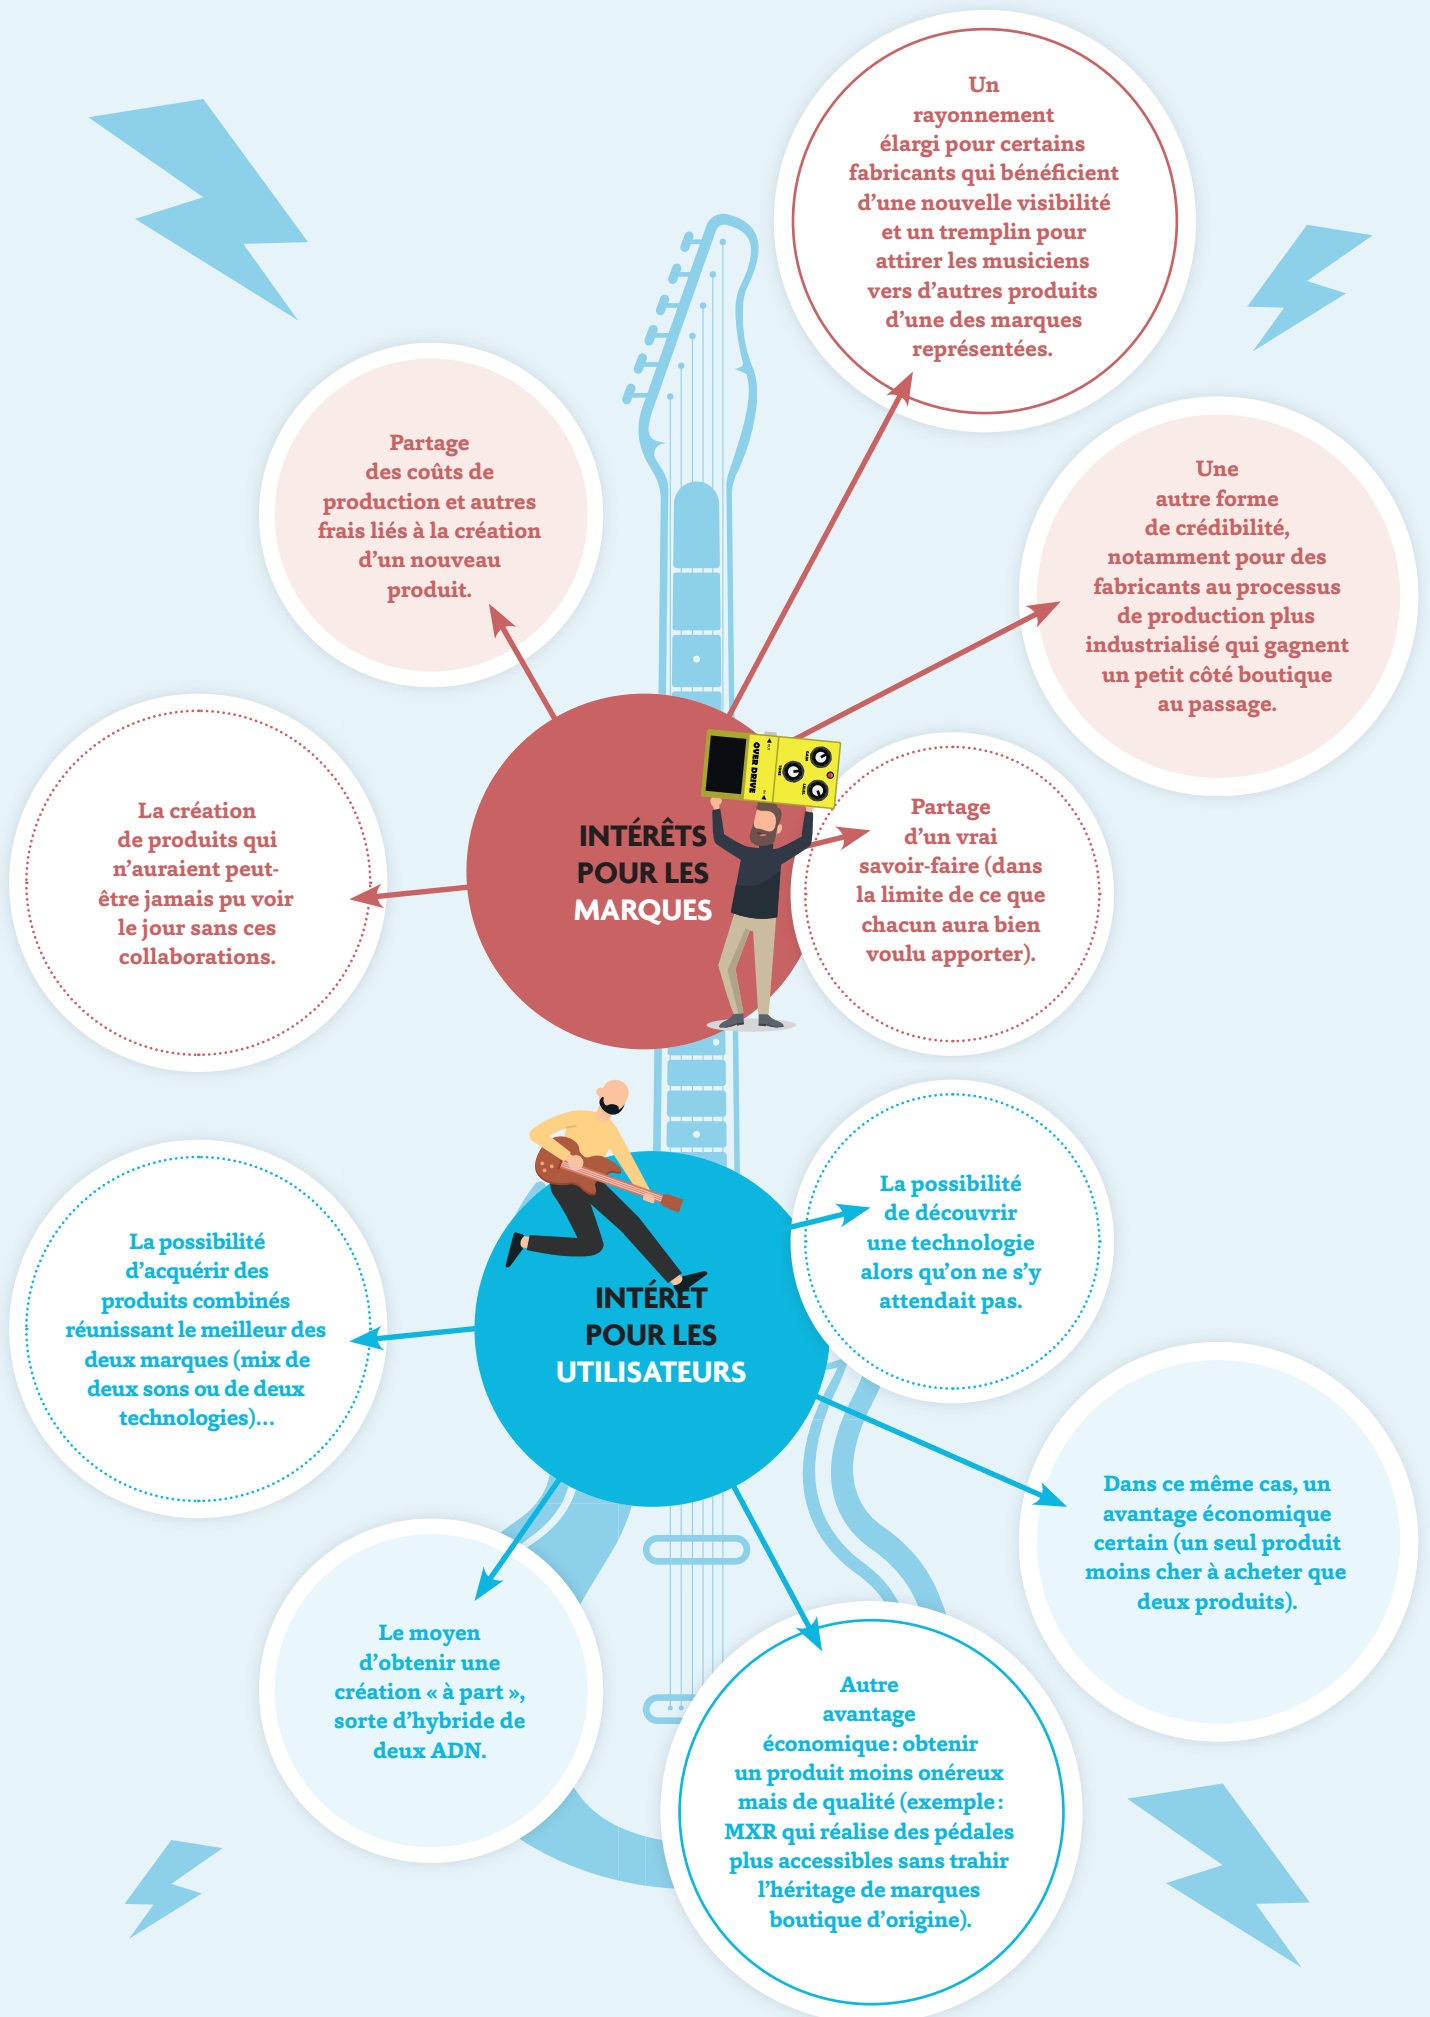 Un
rayonnement
élargi pour certains
fabricants qui bénéficient
d’une nouvelle visibilité
et un tremplin pour
attirer les musiciens
vers d’autres produits
d’une des marques
représentées.
Partage
des coûts de
production et autres
frais liés à la création
d’un nouveau
produit.
Une
autre forme
de crédibilité,
notamment pour des
fabricants au processus
de production plus
industrialisé qui gagnent
un petit côté boutique
au passage.
La création
de produits qui
n’auraient peut-
être jamais pu voir
le jour sans ces
collaborations.
INTÉRÊTS
POUR LES
MARQUES
OVER DRIVE
Partage
d’un vrai
savoir-faire (dans
la limite de ce que
chacun aura bien
voulu apporter).
La possibilité
de découvrir
une technologie
alors qu’on ne s’y
attendait pas.
La possibilité
d’acquérir des
produits combinés
réunissant le meilleur des
deux marques (mix de
deux sons ou de deux
technologies)…
INTÉRET
POUR LES
UTILISATEURS
Dans ce même cas, un
avantage économique
certain (un seul produit
moins cher à acheter que
deux produits).
Le moyen
d’obtenir une
création « à part »,
sorte d’hybride de
deux ADN.
Autre
avantage
économique : obtenir
un produit moins onéreux
mais de qualité (exemple :
MXR qui réalise des pédales
plus accessibles sans trahir
l’héritage de marques
boutique d’origine).